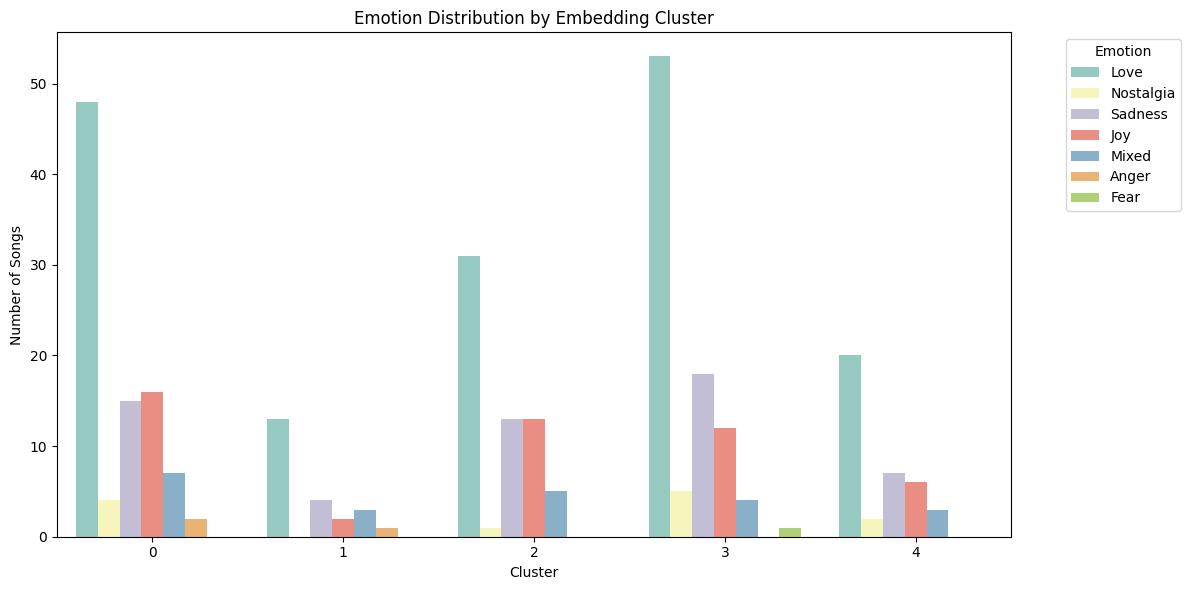 Emotion Distribution by Embedding Cluster
Number of Songs
50
40
30
20
10
0
0 1 2 3 4
Cluster
Emotion
Love
Nostalgia
Sadness
Joy
Mixed
Anger
Fear